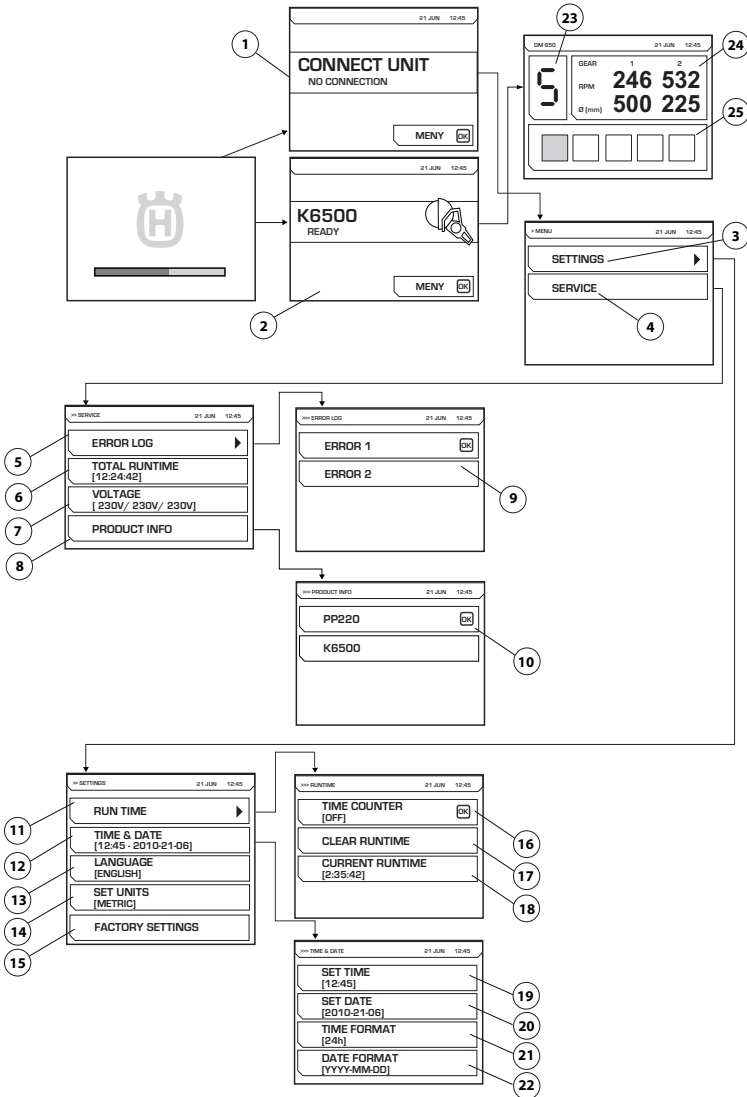 21 JUN 12:45
1
CONNECT UNIT
NO CONNECTION
MENY OK
H
21 JUN 12:45
K6500
READY
MENY OK
2
23
DM 650 21 JUN 12:45
24
5
GEAR 1 2
RPM 246 532
Ø [mm] 500 225
25
> MENU 21 JUN 12:45
3
SETTINGS
SERVICE
4
>> SERVICE 21 JUN 12:45
5
ERROR LOG
6
TOTAL RUNTIME
[12:24:42]
7
VOLTAGE
[ 230V/ 230V/ 230V]
8
PRODUCT INFO
>>> ERROR LOG 21 JUN 12:45
ERROR 1 OK
ERROR 2
9
>>> PRODUCT INFO 21 JUN 12:45
PP220 OK
10
K6500
>> SETTINGS 21 JUN 12:45
11
RUN TIME
12
TIME & DATE
[12:45 - 2010-21-06]
13
LANGUAGE
[ENGLISH]
14
SET UNITS
[METRIC]
15
FACTORY SETTINGS
>>> RUNTIME 21 JUN 12:45
TIME COUNTER OK
[OFF]
16
CLEAR RUNTIME
17
CURRENT RUNTIME
[2:35:42]
18
>>> TIME & DATE 21 JUN 12:45
SET TIME
[12:45]
19
SET DATE
[2010-21-06]
20
TIME FORMAT
[24h]
21
DATE FORMAT
[YYYY-MM-DD]
22